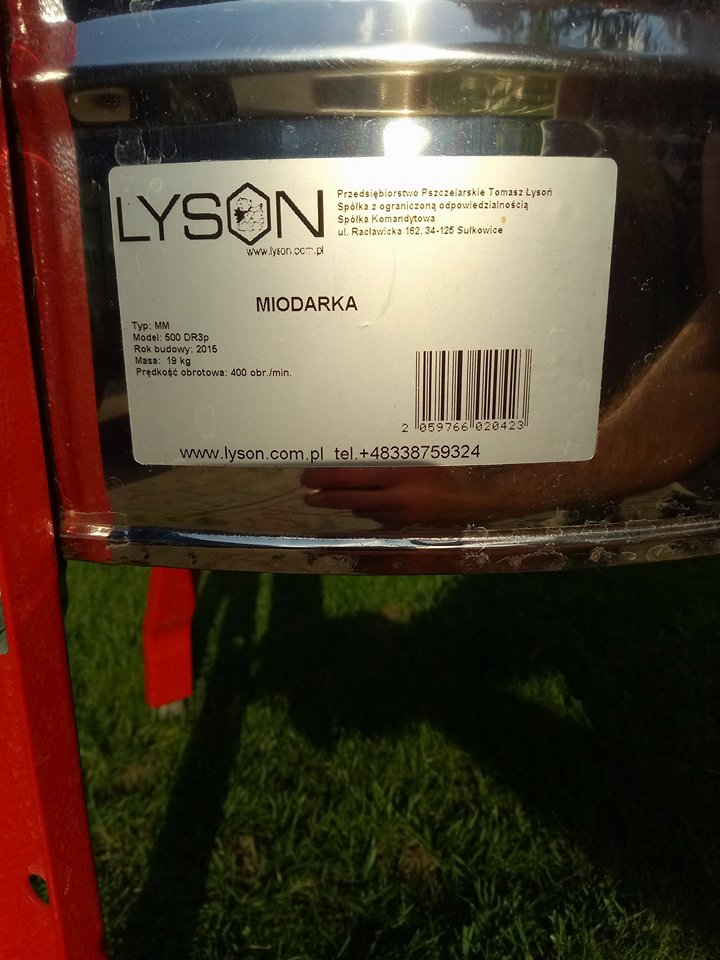 LYSON
www.lyson.com.pl
Przedsiębiorstwo Pszczelarskie Tomasz Łysoń
Spółka z ograniczoną odpowiedzialnością
Spółka Komandytowa
ul. Racławicka 162, 34-125 Sułkowice
MIODARKA
Typ: MM
Model: 500 DR3p
Rok budowy: 2015
Masa: 19 kg
Prędkość obrotowa: 400 obr./min.
2 059766 020423
www.lyson.com.pl tel.+48338759324